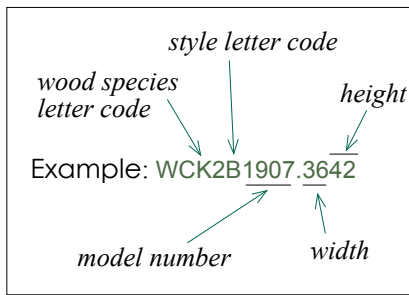 style letter code
wood species
letter code
height
Example: WCK2B1907.3642
model number
width